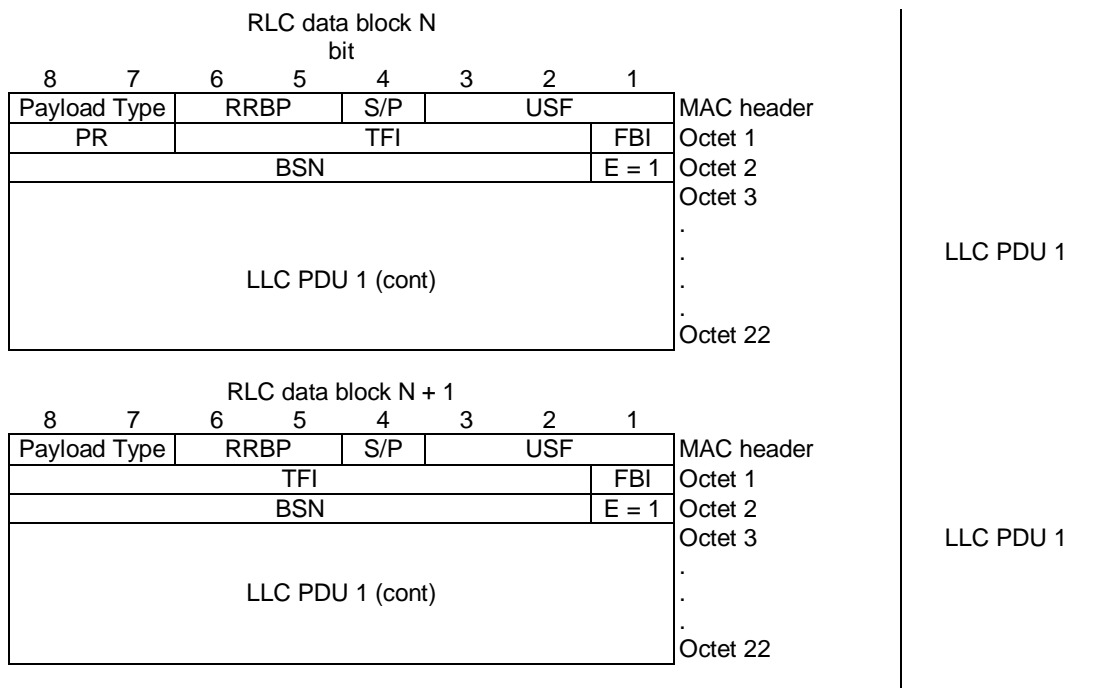 RLC data block N
bit
8 7 6 5 4 3 2 1
Payload Type RRBP S/P USF MAC header
PR TFI FBI Octet 1
BSN E = 1 Octet 2
Octet 3
.
.
LLC PDU 1
LLC PDU 1 (cont)
.
.
Octet 22
RLC data block N + 1
8 7 6 5 4 3 2 1
Payload Type RRBP S/P USF MAC header
TFI FBI Octet 1
BSN E = 1 Octet 2
Octet 3 LLC PDU 1
.
LLC PDU 1 (cont) .
.
Octet 22